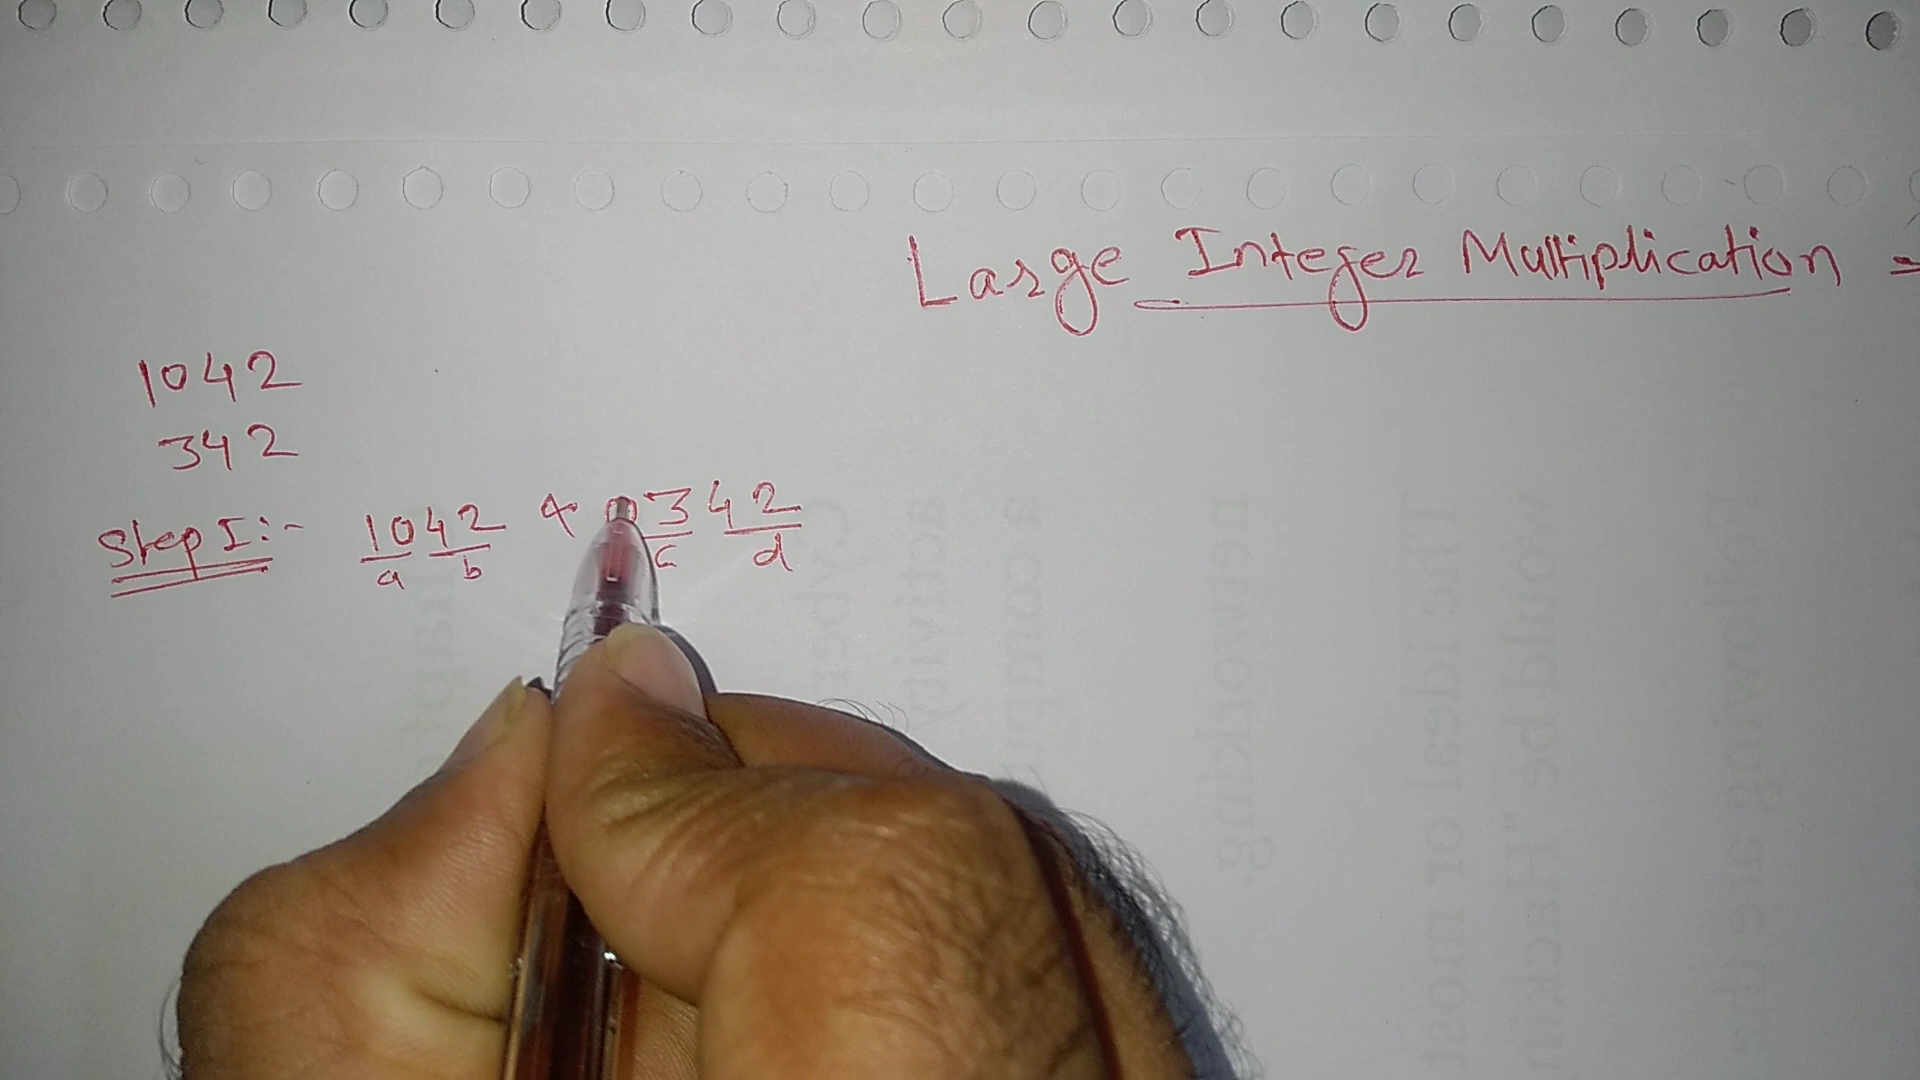 Large Integer Multiplication
1042
342
Step I:- 1042 & 0342
a b c d